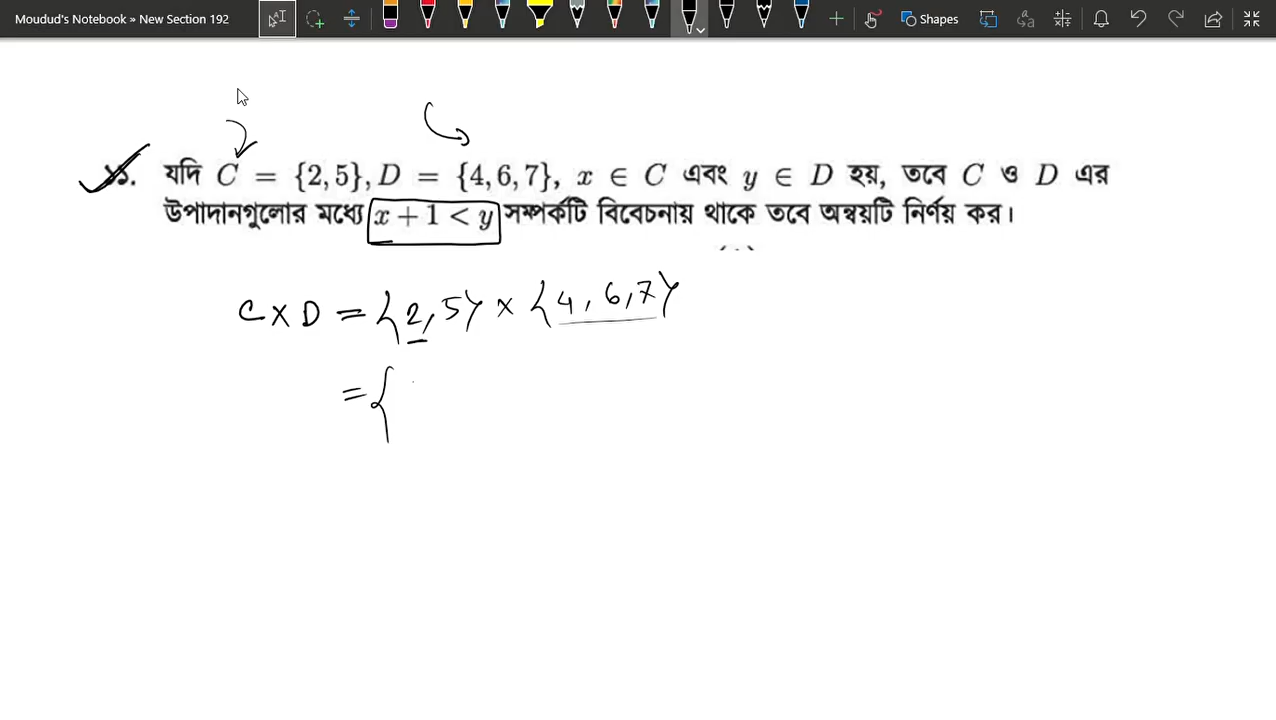 Moudud's Notebook » New Section 192
Shapes
যদি C = {2, 5}, D = {4, 6, 7}, x ∈ C এবং y ∈ D হয়, তবে C ও D এর
উপাদানগুলোর মধ্যে x + 1 < y সম্পর্কটি বিবেচনায় থাকে তবে অন্বয়টি নির্ণয় কর।
C X D = {2, 5} × {4, 6, 7}
= {